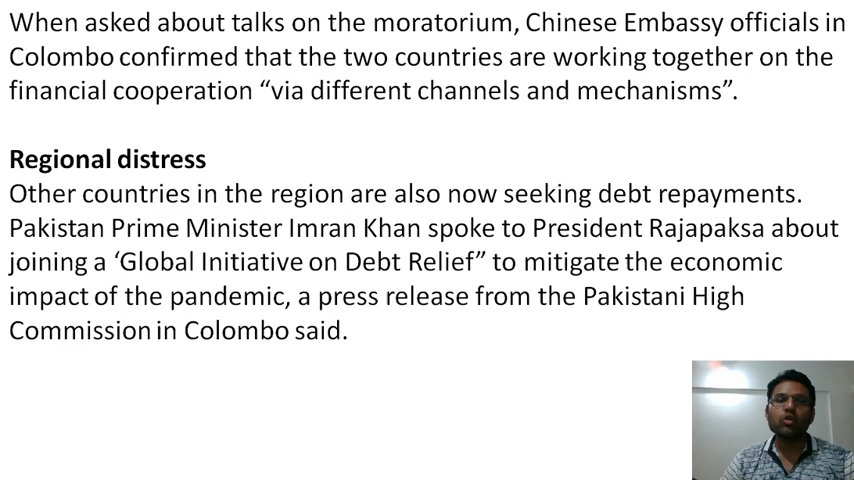 When asked about talks on the moratorium, Chinese Embassy officials in
Colombo confirmed that the two countries are working together on the
financial cooperation “via different channels and mechanisms”.
Regional distress
Other countries in the region are also now seeking debt repayments.
Pakistan Prime Minister Imran Khan spoke to President Rajapaksa about
joining a ‘Global Initiative on Debt Relief” to mitigate the economic
impact of the pandemic, a press release from the Pakistani High
Commission in Colombo said.